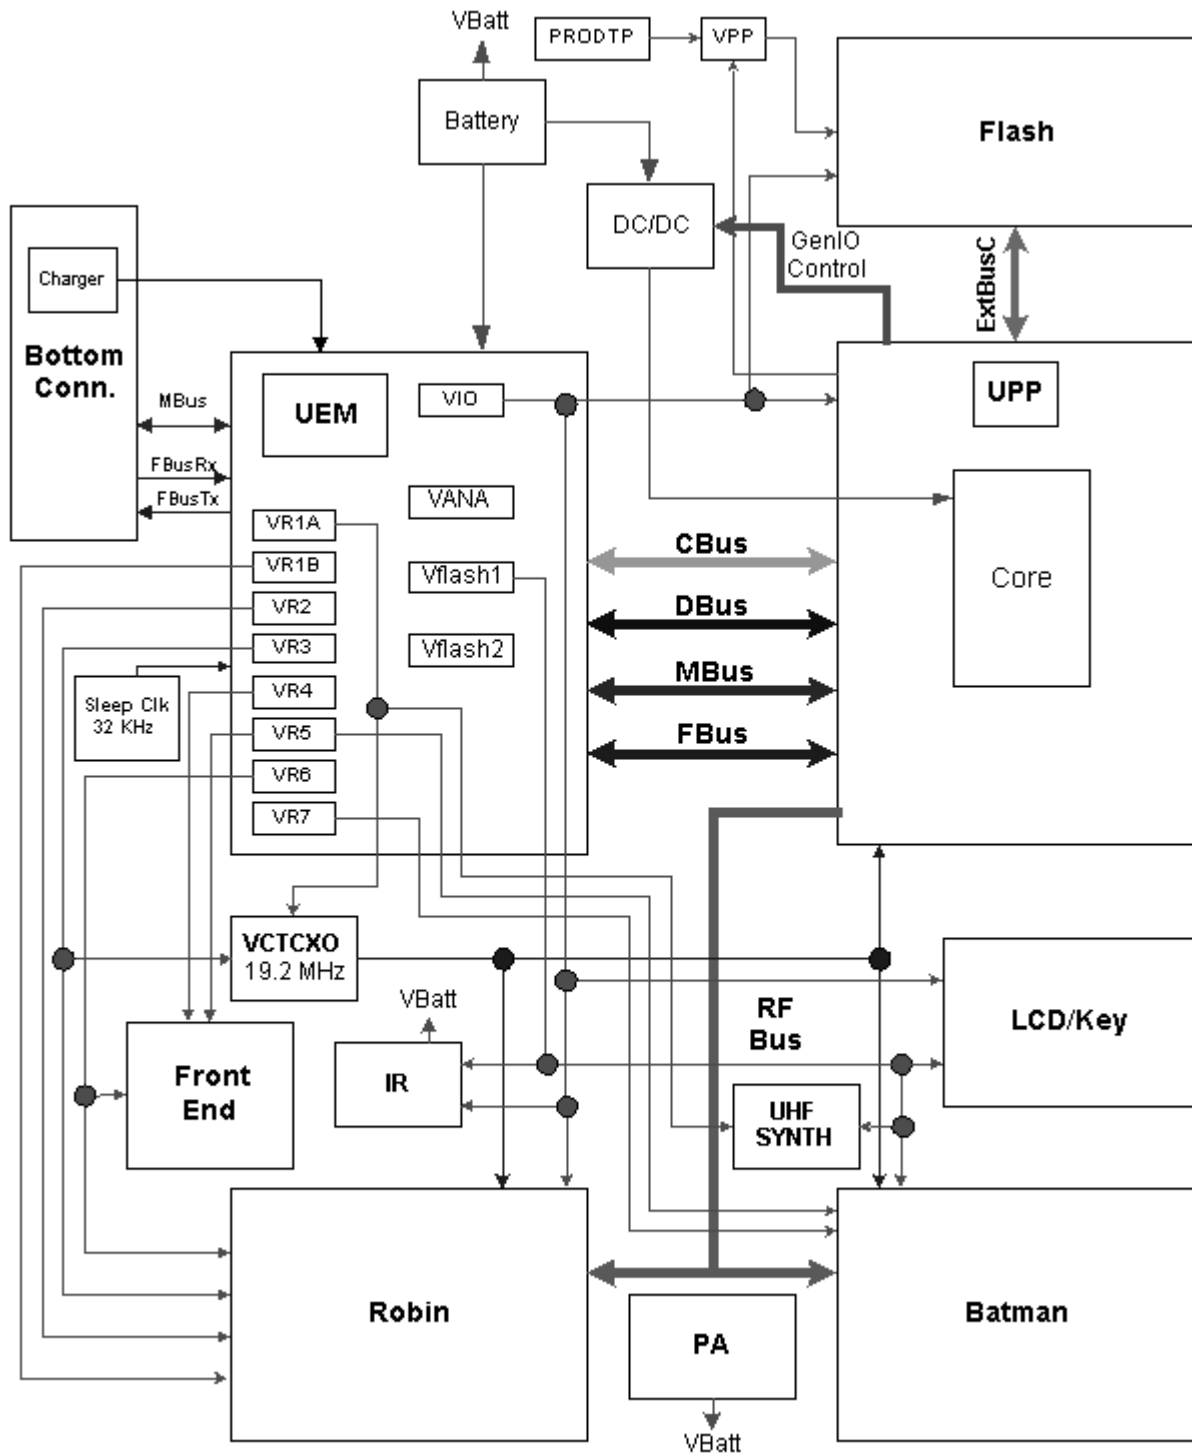 VBatt
PRODTP
VPP
Battery
Flash
DC/DC
GenIO
Control
ExtBusC
Charger
Bottom
Conn.
MBus
FBusRx
FBusTx
UEM
VIO
UPP
VANA
VR1A
VR1B
Vflash1
VR2
VR3
Vflash2
VR4
VR5
VR6
VR7
Sleep Clk
32 KHz
CBus
DBus
MBus
FBus
Core
VCTCXO
19.2 MHz
VBatt
RF
Bus
LCD/Key
Front
End
IR
UHF
SYNTH
Robin
PA
Batman
VBatt